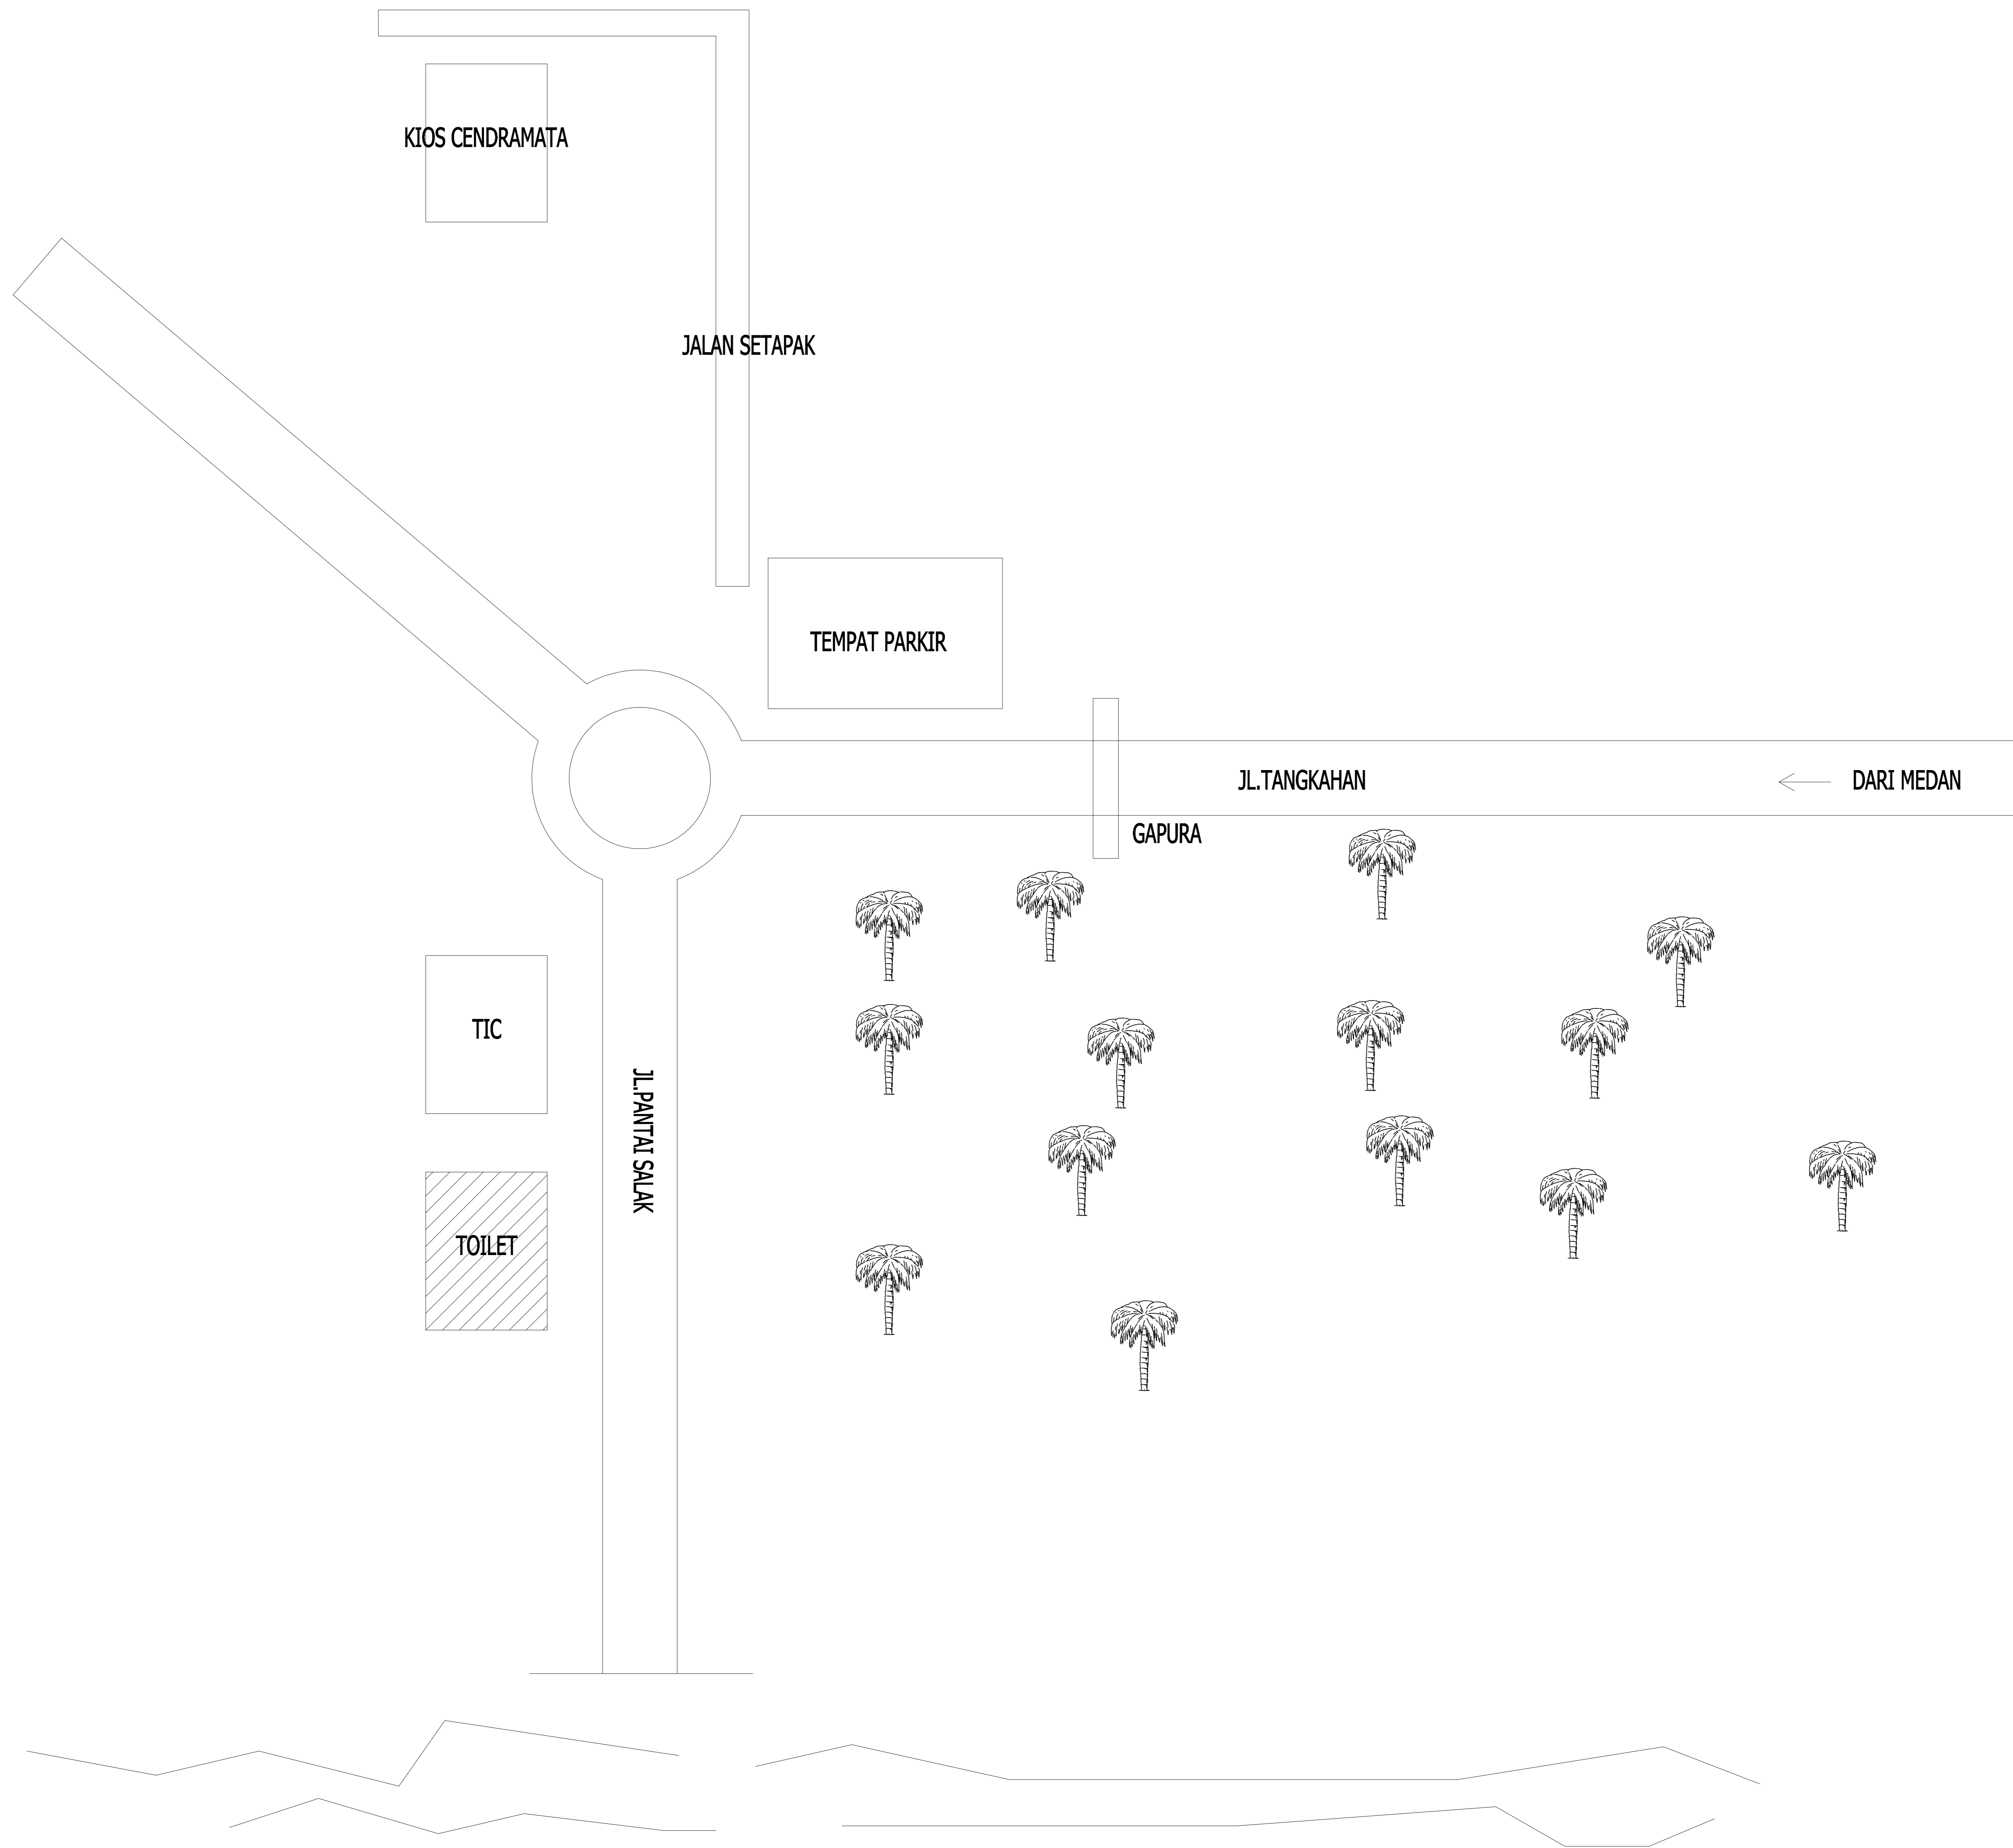 KIOS CENDRAMATA
JALAN SETAPAK
TEMPAT PARKIR
JL.TANGKAHAN
DARI MEDAN
GAPURA
TIC
JL.PANTAI SALAK
TOILET